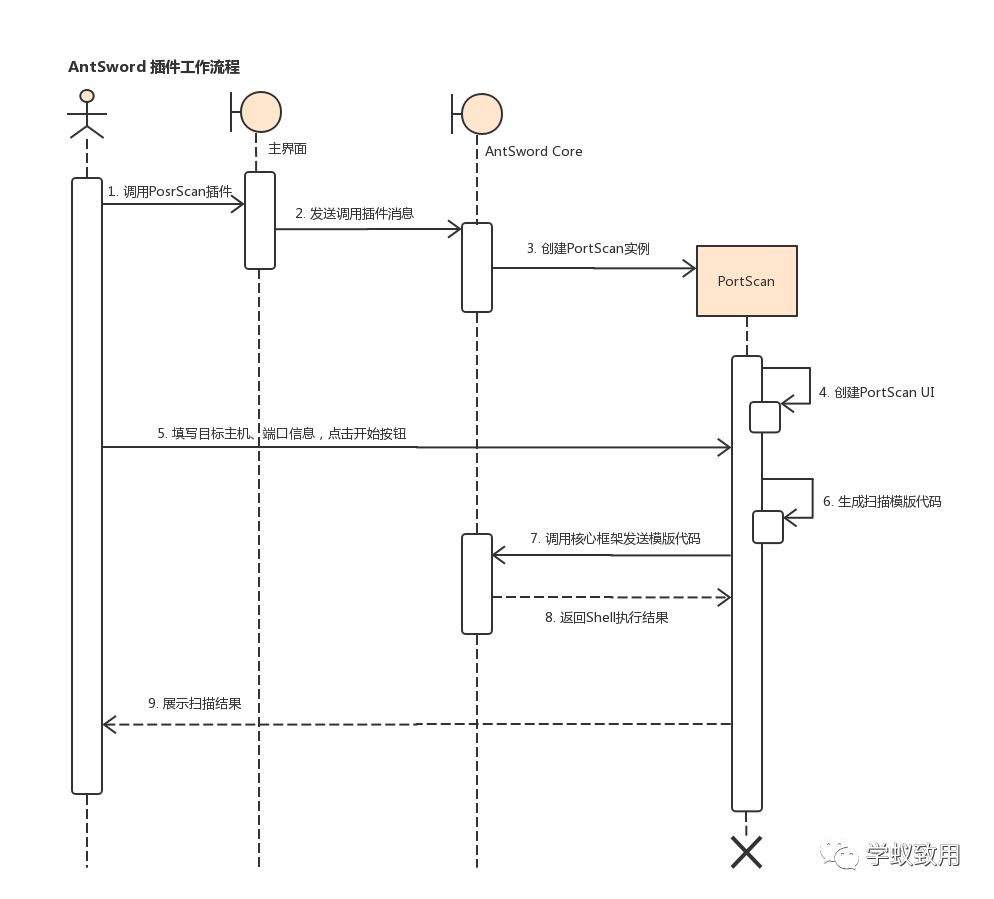 AntSword 插件工作流程
主界面
AntSword Core
1. 调用PosrScan插件
2. 发送调用插件消息
3. 创建PortScan实例
PortScan
4. 创建PortScan UI
5. 填写目标主机、端口信息，点击开始按钮
6. 生成扫描模版代码
7. 调用核心框架发送模版代码
8. 返回Shell执行结果
9. 展示扫描结果
学蚁致用